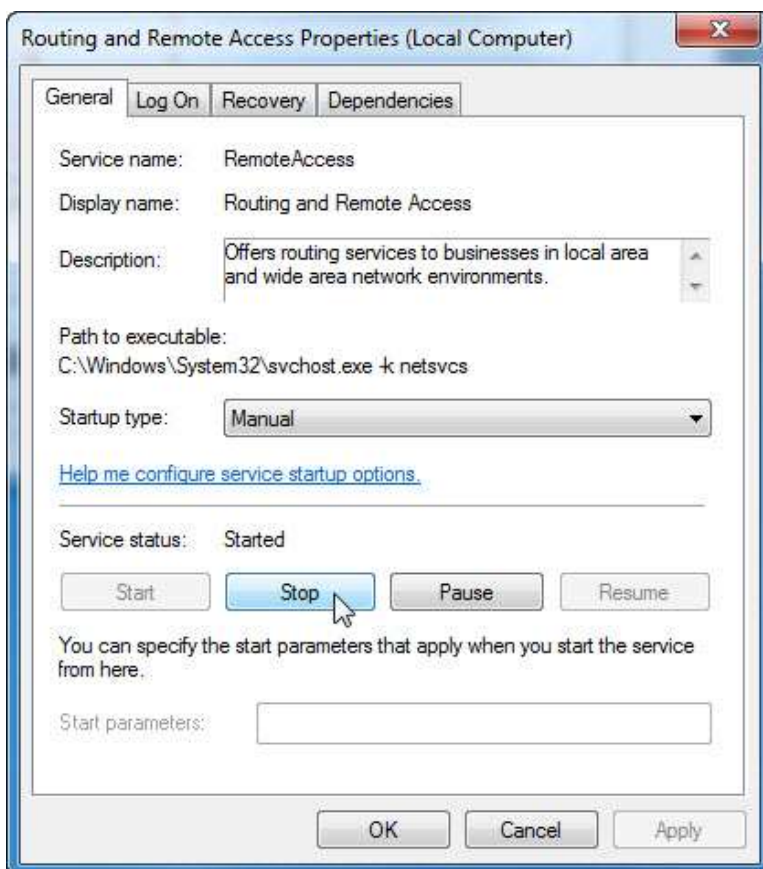 Routing and Remote Access Properties (Local Computer)
General Log On Recovery Dependencies
Service name: RemoteAccess
Display name: Routing and Remote Access
Description: Offers routing services to businesses in local area
and wide area network environments.
Path to executable:
C:\Windows\System32\svchost.exe -k netsvcs
Startup type: Manual
Help me configure service startup options.
Service status: Started
Start Stop Pause Resume
You can specify the start parameters that apply when you start the service
from here.
Start parameters:
OK Cancel Apply